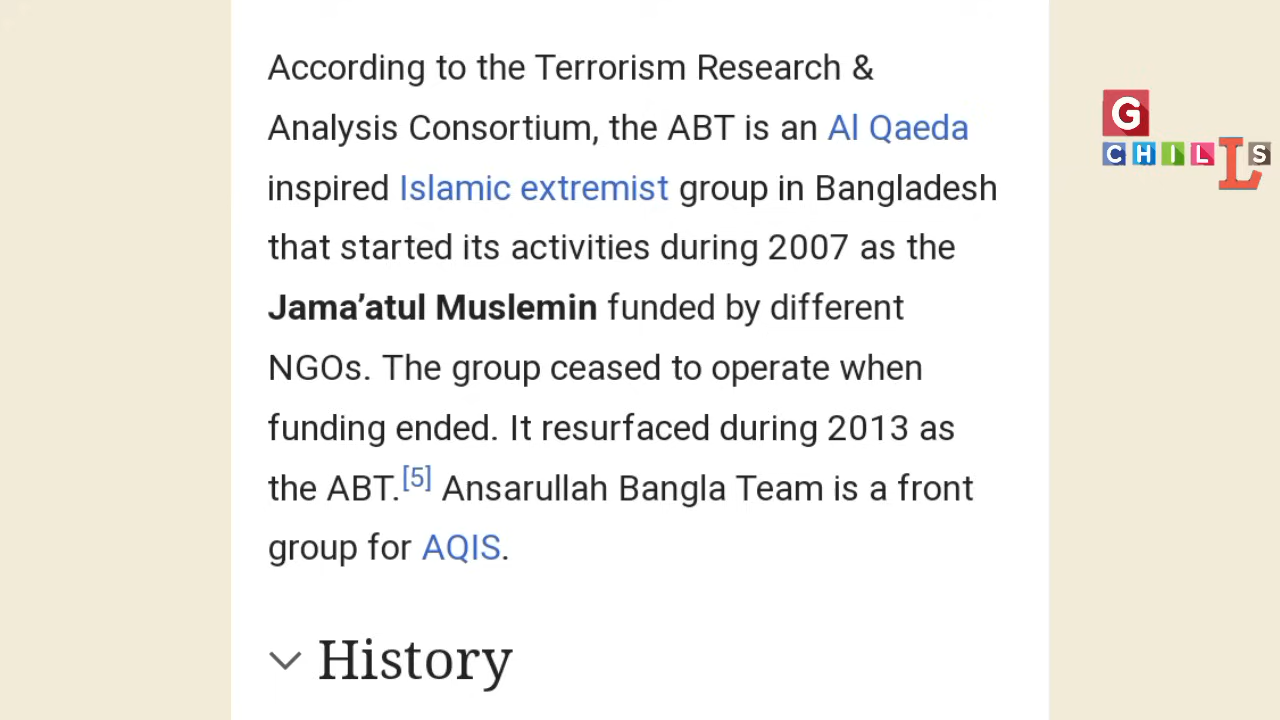 According to the Terrorism Research &
Analysis Consortium, the ABT is an Al Qaeda
inspired Islamic extremist group in Bangladesh
that started its activities during 2007 as the
Jama’atul Muslemin funded by different
NGOs. The group ceased to operate when
funding ended. It resurfaced during 2013 as
the ABT.[5] Ansarullah Bangla Team is a front
group for AQIS.
History
G
CHILLS